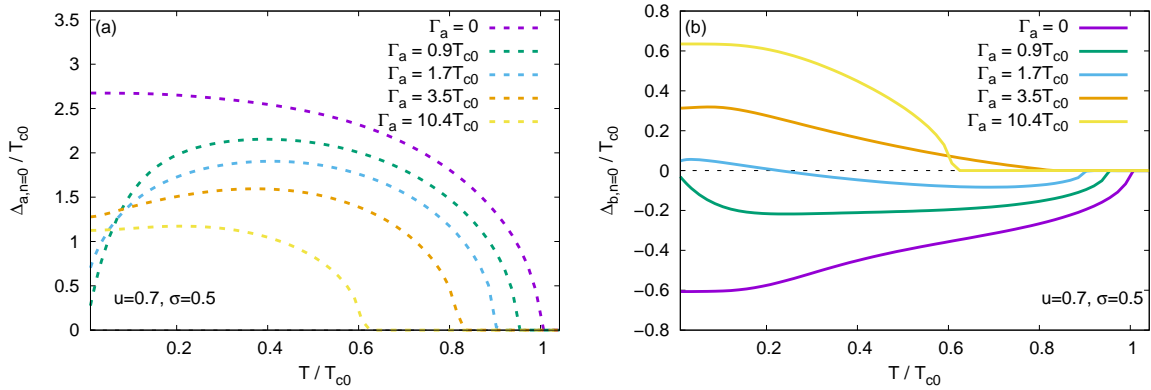 (a)
Γa = 0
Γa = 0.9Tc0
Γa = 1.7Tc0
Γa = 3.5Tc0
Γa = 10.4Tc0
3.5
3
2.5
2
1.5
1
0.5
0
Δa,n=0 / Tc0
u=0.7, σ=0.5
0.2 0.4 0.6 0.8 1
T / Tc0
(b)
Γa = 0
Γa = 0.9Tc0
Γa = 1.7Tc0
Γa = 3.5Tc0
Γa = 10.4Tc0
0.8
0.6
0.4
0.2
0
−0.2
−0.4
−0.6
−0.8
Δb,n=0 / Tc0
u=0.7, σ=0.5
0.2 0.4 0.6 0.8 1
T / Tc0